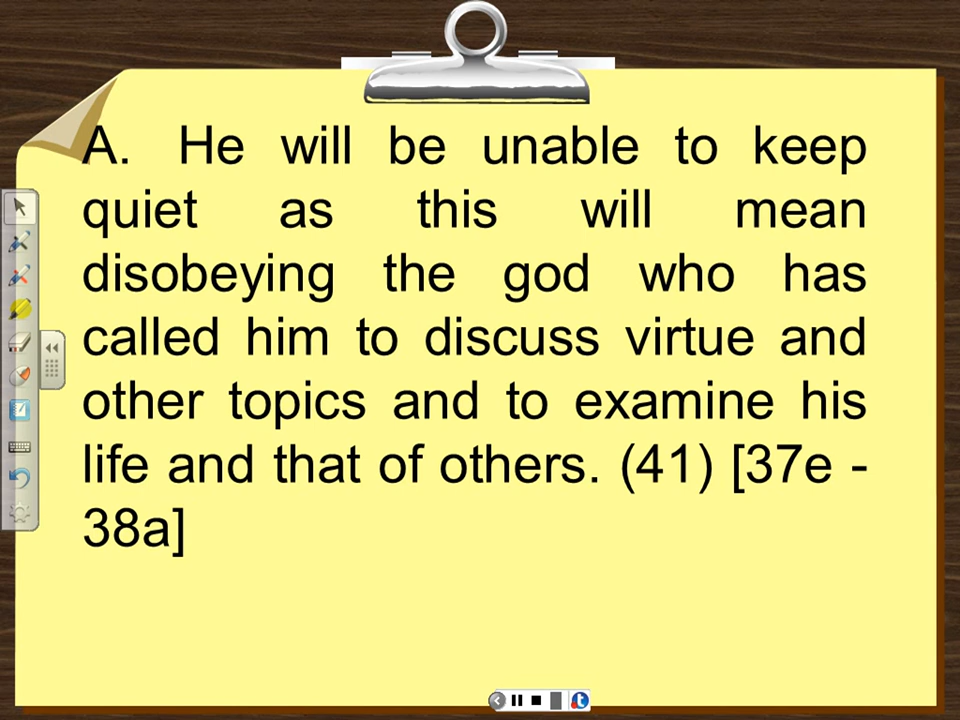 A. He will be unable to keep
quiet as this will mean
disobeying the god who has
called him to discuss virtue and
other topics and to examine his
life and that of others. (41) [37e -
38a]